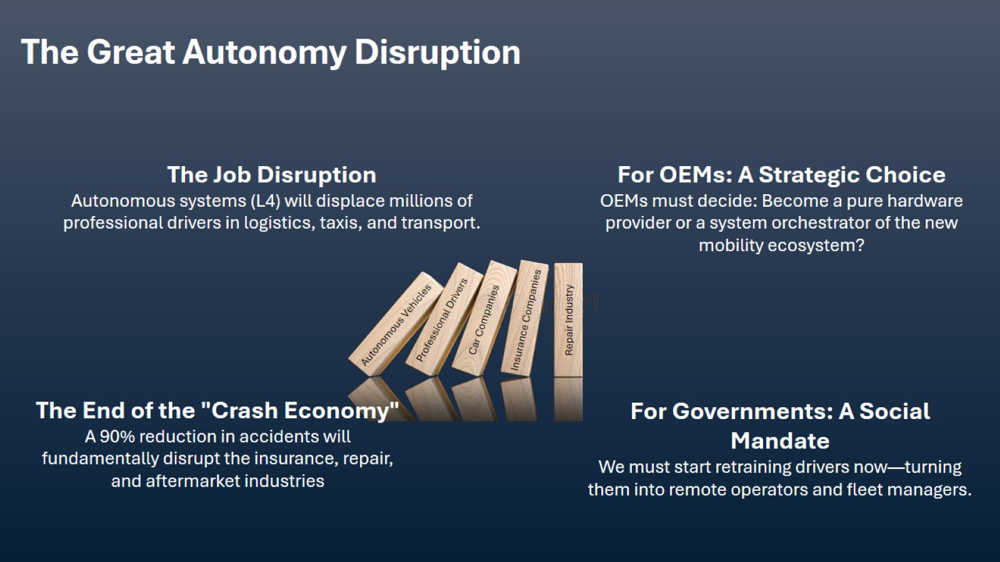 The Great Autonomy Disruption
The Job Disruption
Autonomous systems (L4) will displace millions of
professional drivers in logistics, taxis, and transport.
For OEMs: A Strategic Choice
OEMs must decide: Become a pure hardware
provider or a system orchestrator of the new
mobility ecosystem?
Autonomous Vehicles
Professional Drivers
Car Companies
Insurance Companies
Repair Industry
The End of the "Crash Economy"
A 90% reduction in accidents will
fundamentally disrupt the insurance, repair,
and aftermarket industries
For Governments: A Social
Mandate
We must start retraining drivers now—turning
them into remote operators and fleet managers.